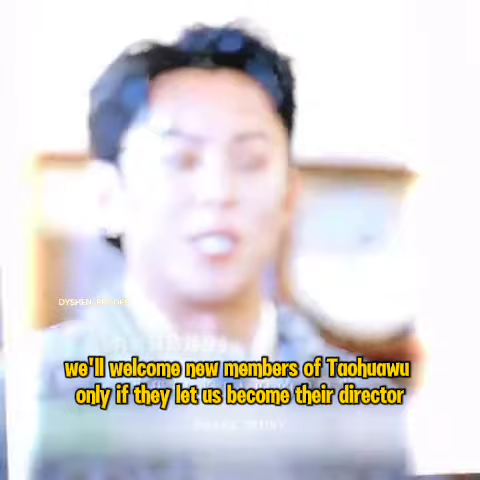 we'll welcome new members of Taohuawu
only if they let us become their director